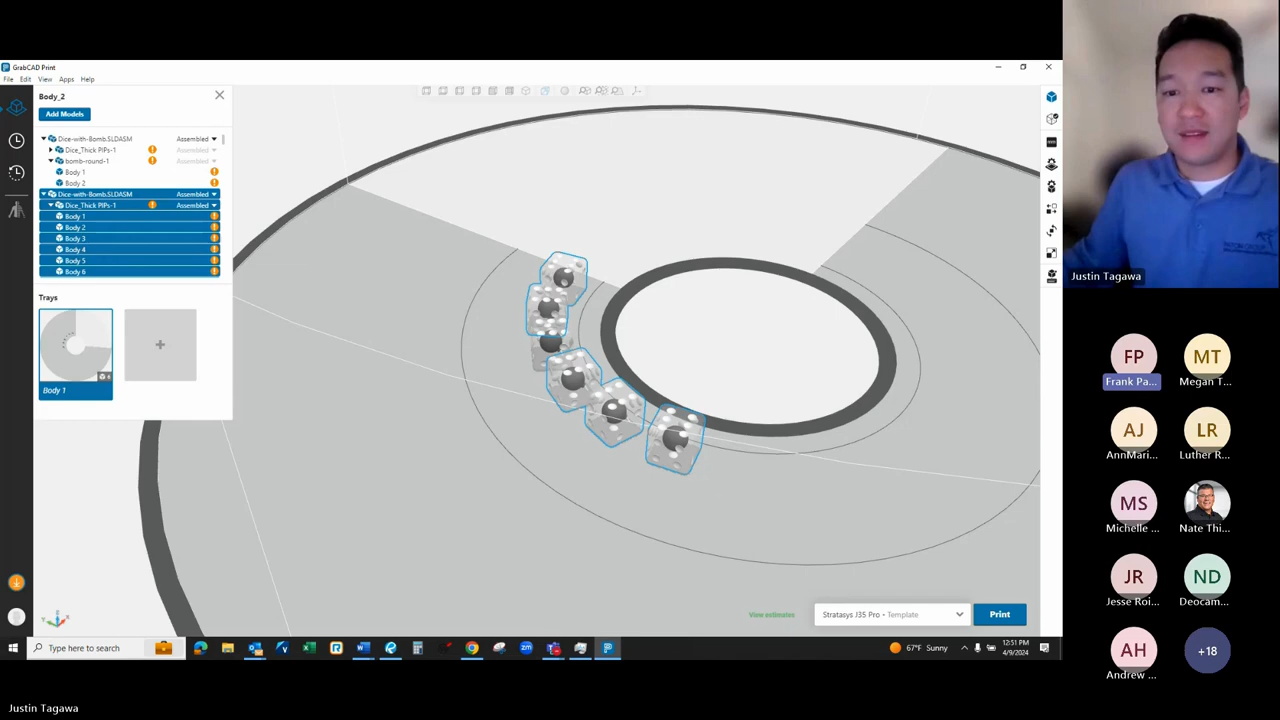 GrabCAD Print
File Edit View Apps Help
Body_2
Add Models
Dice-with-Bomb.SLDASM Assembled
Dice_Thick PIPs-1 Assembled
bomb-round-1 Assembled
Body 1
Body 2
Dice-with-Bomb.SLDASM Assembled
Dice_Thick PIPs-1 Assembled
Body 1
Body 2
Body 3
Body 4
Body 5
Body 6
Trays
Body 1
View estimates
Stratasys J35 Pro - Template
Print
Type here to search
67°F Sunny
12:51 PM
4/9/2024
Justin Tagawa
FP
MT
Frank Pa...
Megan T...
AJ
LR
AnnMari...
Luther R...
MS
Michelle ...
Nate Thi...
JR
ND
Jesse Roi...
Deocam...
AH
+18
Andrew ...
Justin Tagawa